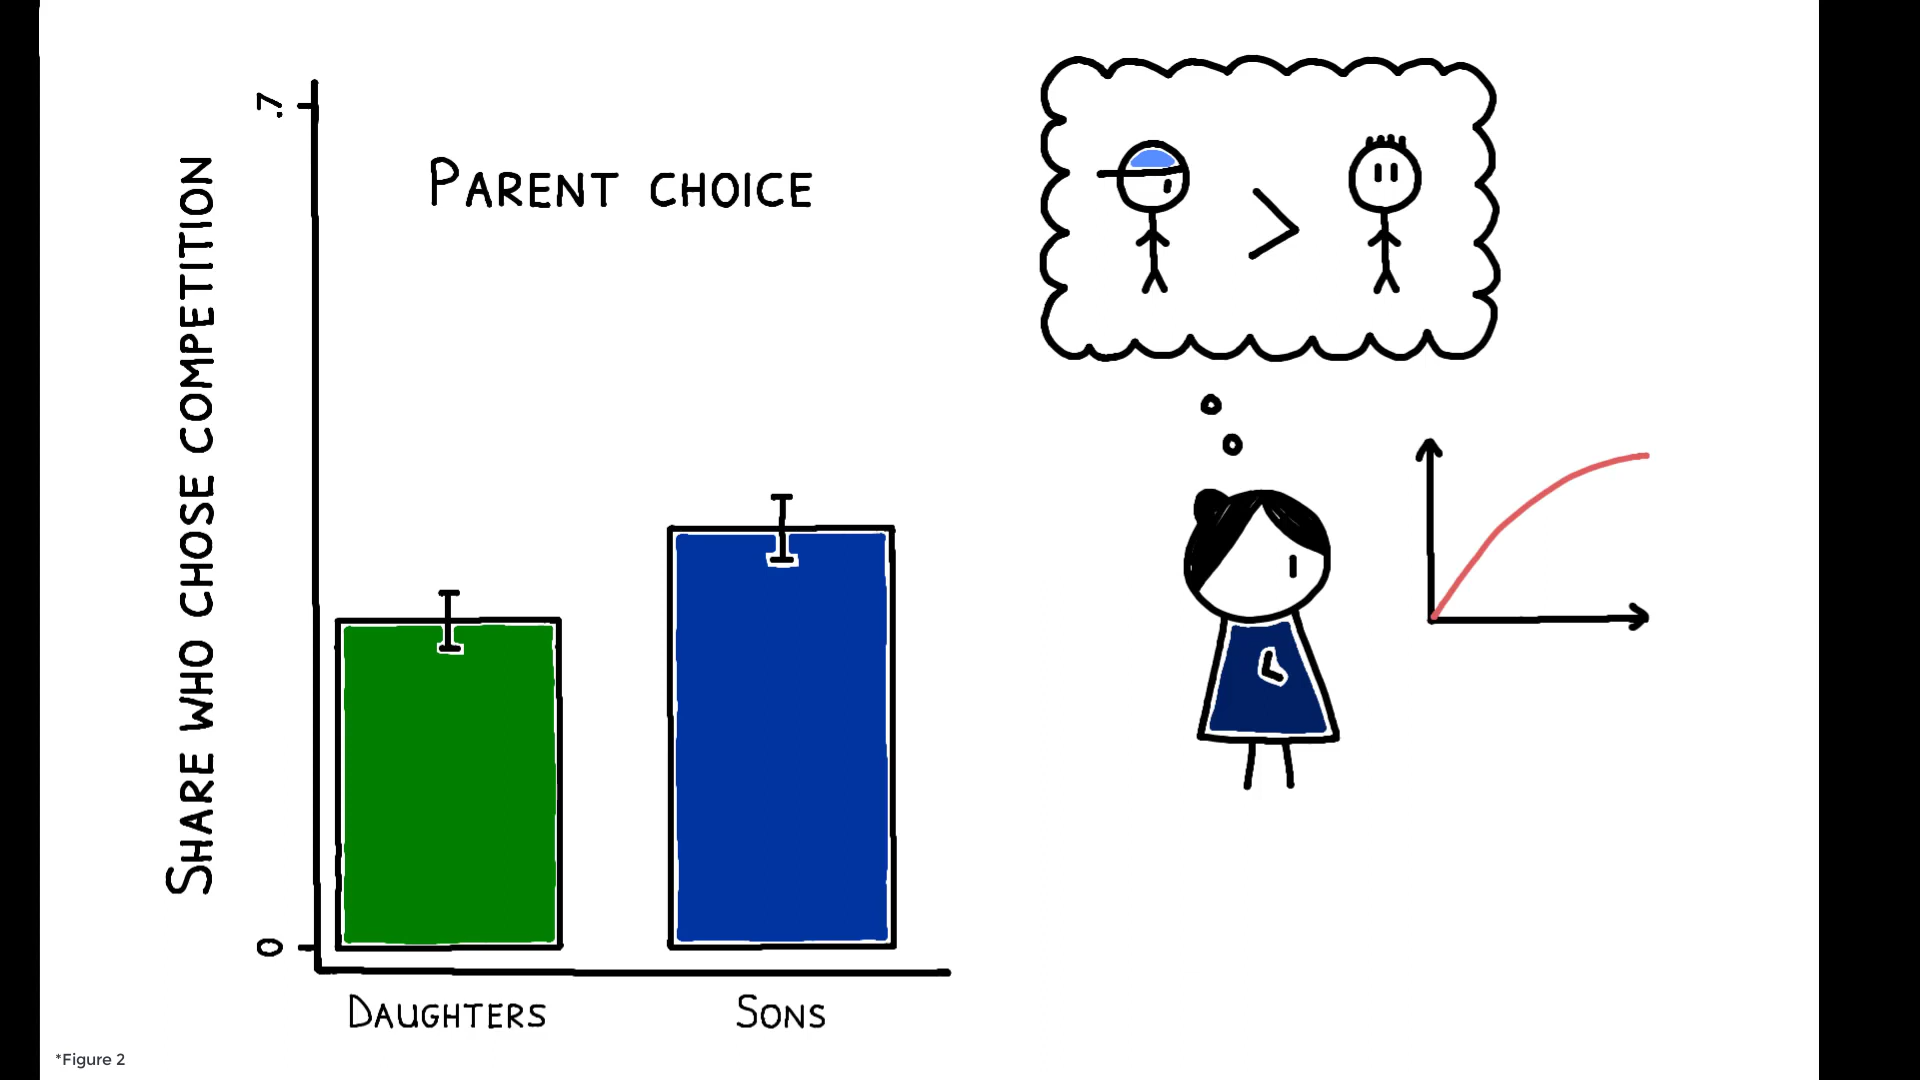 .7
PARENT CHOICE
SHARE WHO CHOSE COMPETITION
>
0
DAUGHTERS
SONS
*Figure 2